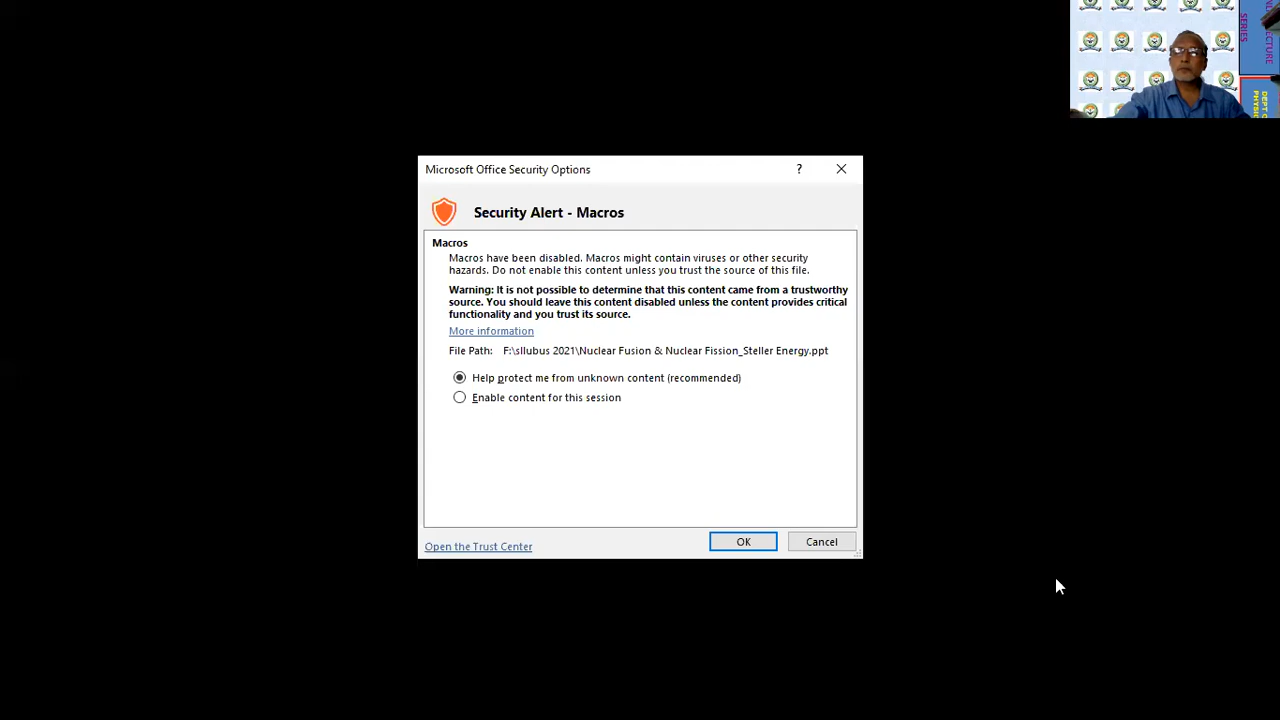 SERIES
LECTURE
DEPT O
PHYSIC
Microsoft Office Security Options
?
Security Alert - Macros
Macros
Macros have been disabled. Macros might contain viruses or other security
hazards. Do not enable this content unless you trust the source of this file.
Warning: It is not possible to determine that this content came from a trustworthy
source. You should leave this content disabled unless the content provides critical
functionality and you trust its source.
More information
File Path: F:\sllubus 2021\Nuclear Fusion & Nuclear Fission_Steller Energy.ppt
Help protect me from unknown content (recommended)
Enable content for this session
Open the Trust Center
OK
Cancel